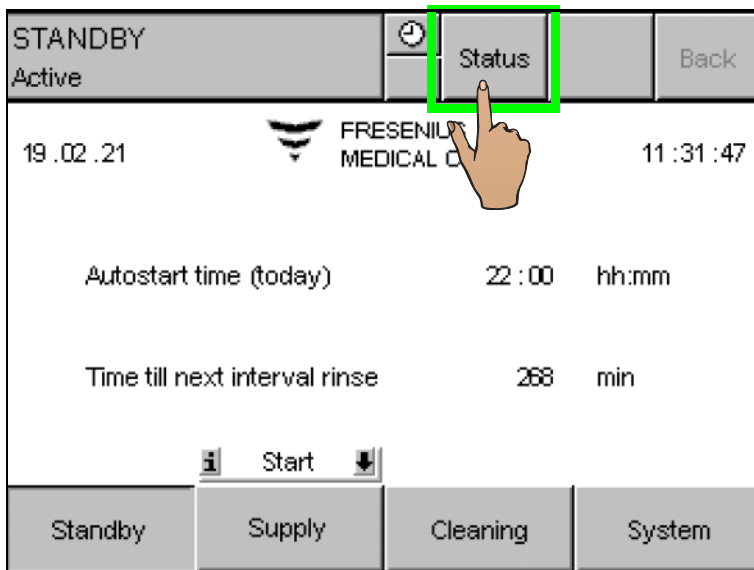 STANDBY
Active
Status
Back
19.02.21
FRESENIUS
MEDICAL
11:31:47
Autostart time (today) 22:00 hh:mm
Time till next interval rinse 268 min
i Start
Standby Supply Cleaning System